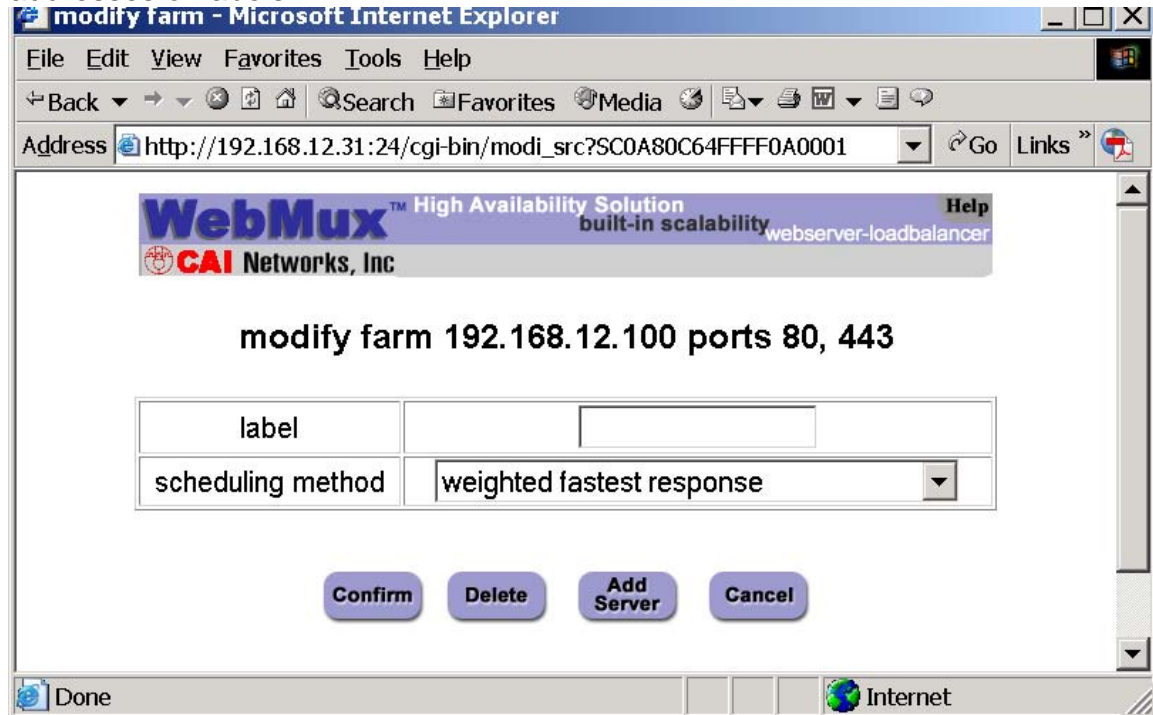 modify farm - Microsoft Internet Explorer
File Edit View Favorites Tools Help
Back Search Favorites Media
Address http://192.168.12.31:24/cgi-bin/modi_src?SC0A80C64FFFF0A0001 Go Links »
WebMux™ High Availability Solution Help
built-in scalability webserver-loadbalancer
CAI Networks, Inc
modify farm 192.168.12.100 ports 80, 443
label
scheduling method weighted fastest response
Confirm Delete Add Server Cancel
Done Internet